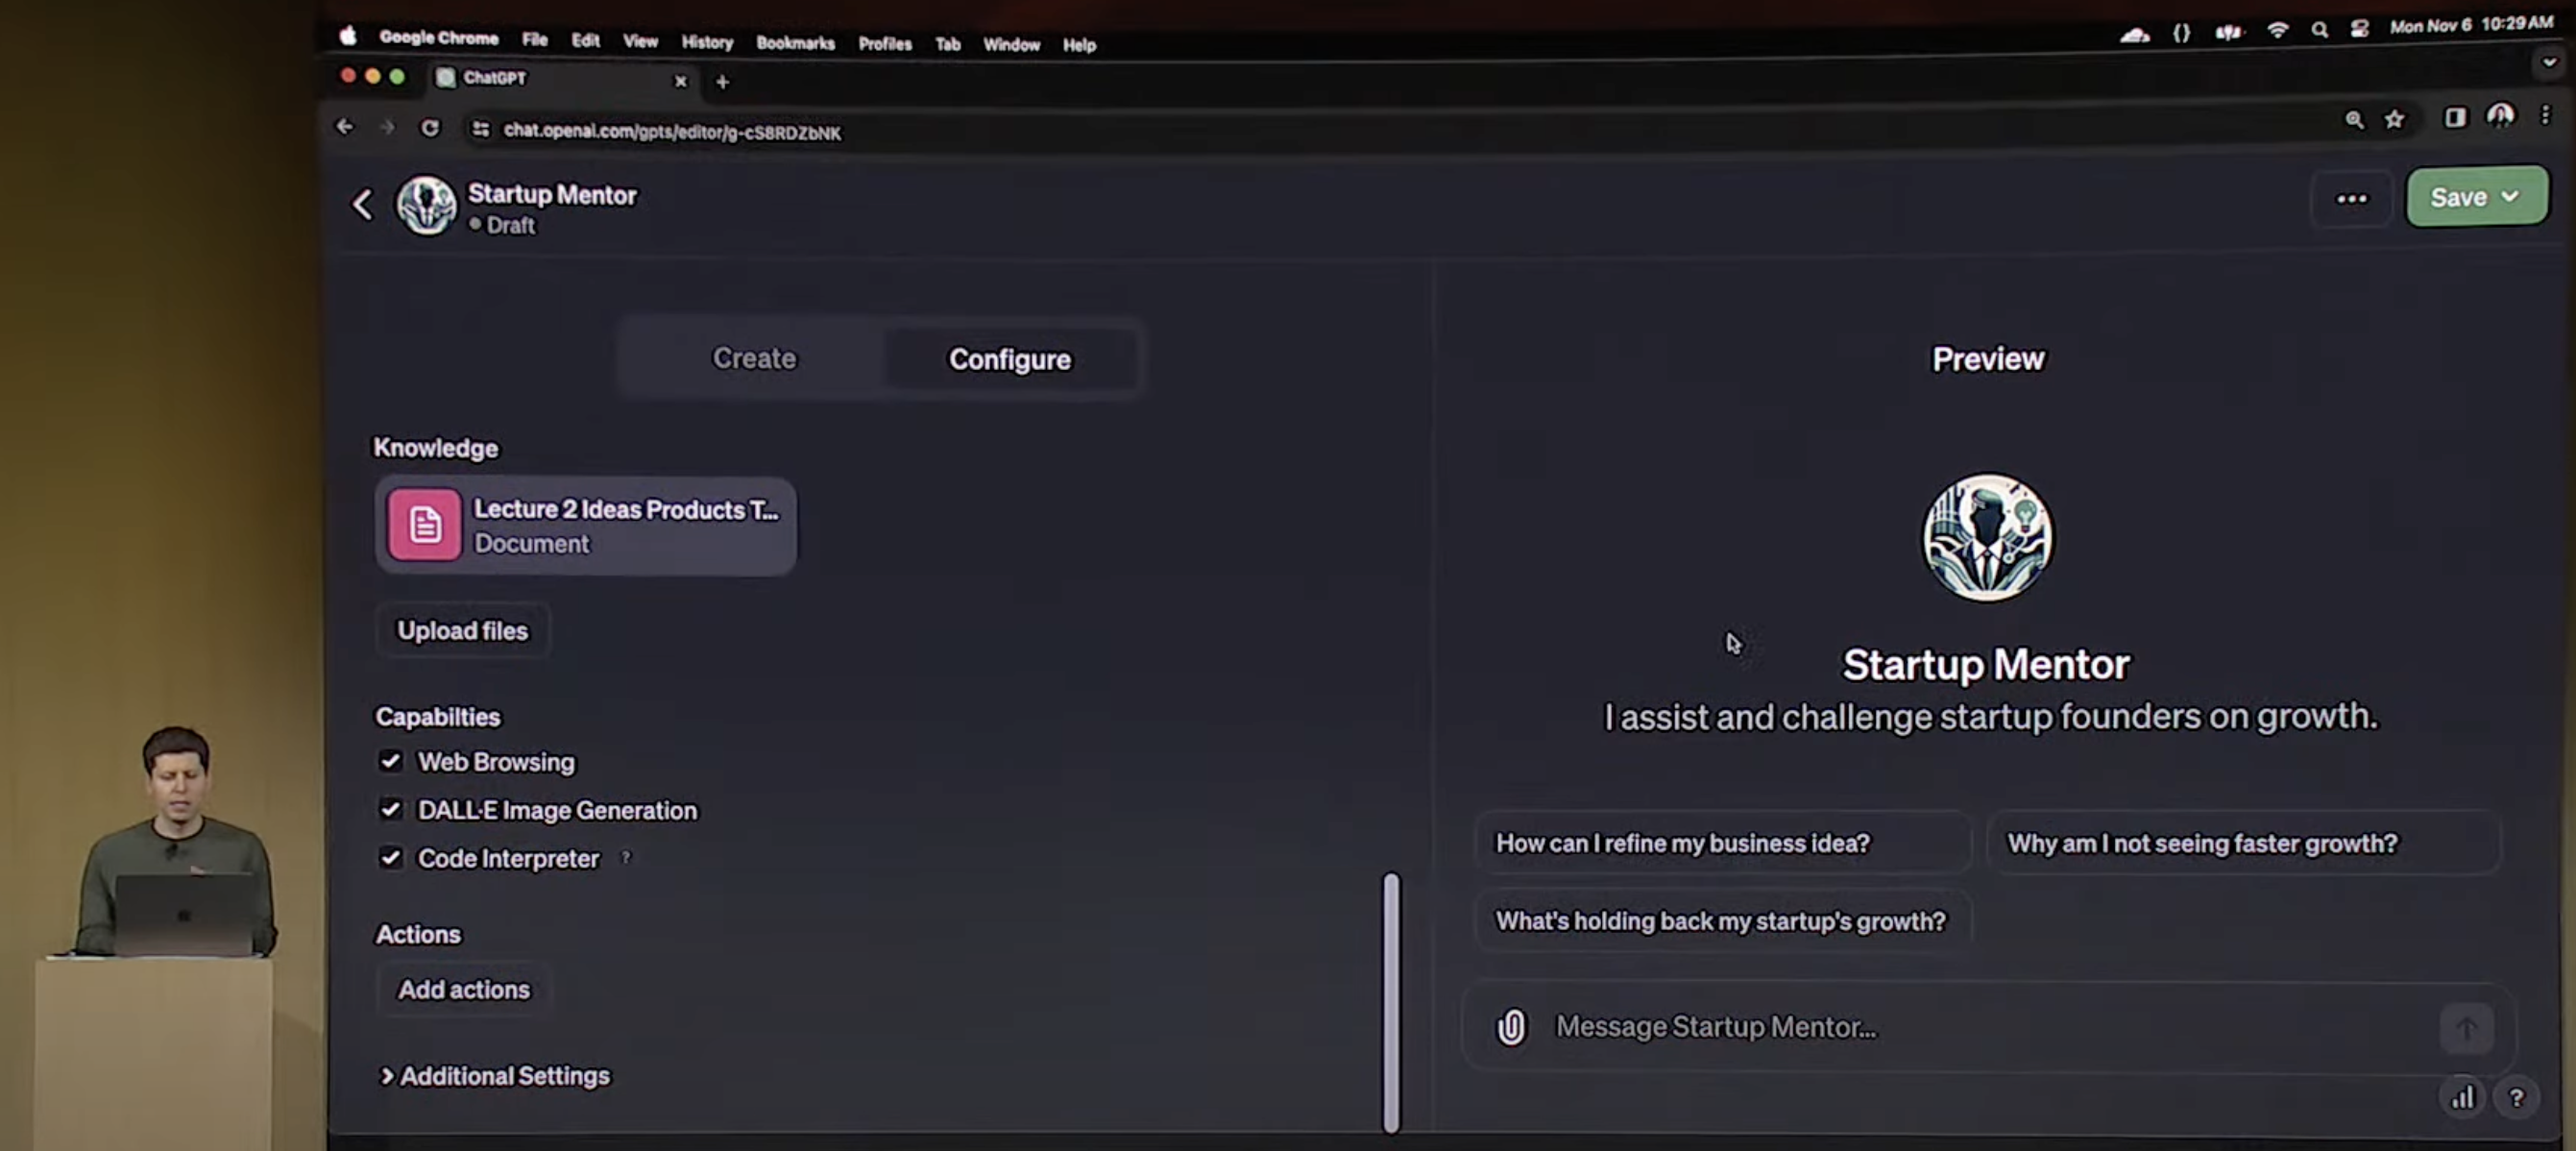 Google Chrome File Edit View History Bookmarks Profiles Tab Window Help Mon Nov 6 10:29 AM
ChatGPT
chat.openai.com/gpts/editor/g-cS8RDZbNK
Startup Mentor
Draft
Save
Create Configure
Preview
Knowledge
Lecture 2 Ideas Products T...
Document
Upload files
Capabilties
Web Browsing
DALL·E Image Generation
Code Interpreter ?
Actions
Add actions
Additional Settings
Startup Mentor
I assist and challenge startup founders on growth.
How can I refine my business idea? Why am I not seeing faster growth?
What's holding back my startup's growth?
Message Startup Mentor...
?